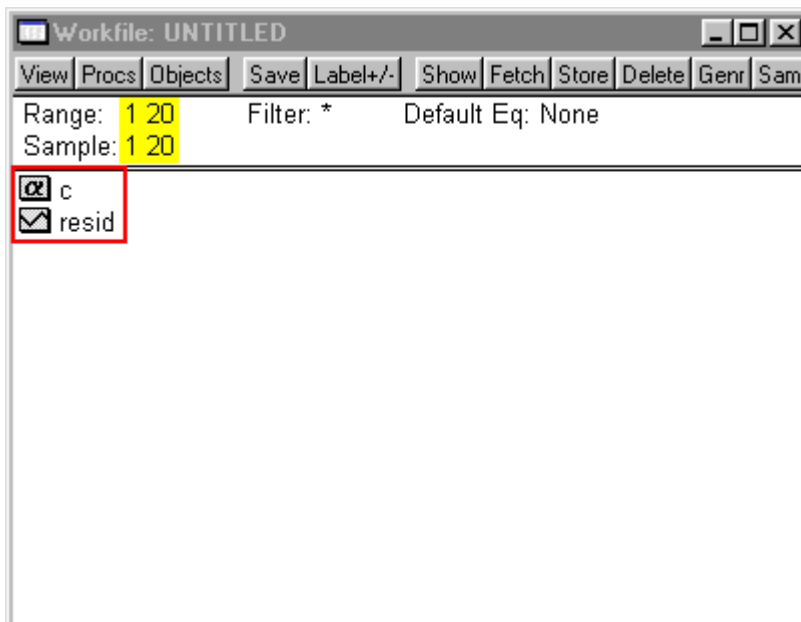 Workfile: UNTITLED
View Procs Objects Save Label+/- Show Fetch Store Delete Genr Sam
Range: 1 20 Filter: * Default Eq: None
Sample: 1 20
α c
resid